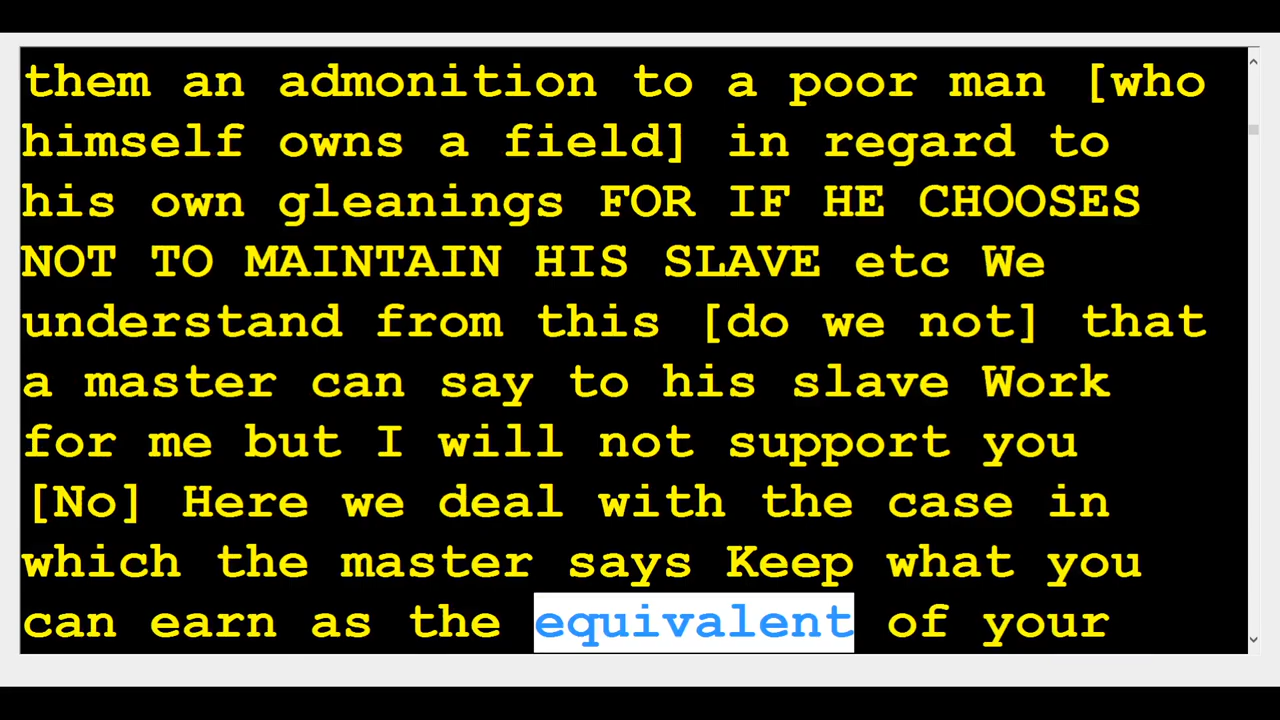 them an admonition to a poor man [who
himself owns a field] in regard to
his own gleanings FOR IF HE CHOOSES
NOT TO MAINTAIN HIS SLAVE etc We
understand from this [do we not] that
a master can say to his slave Work
for me but I will not support you
[No] Here we deal with the case in
which the master says Keep what you
can earn as the equivalent of your